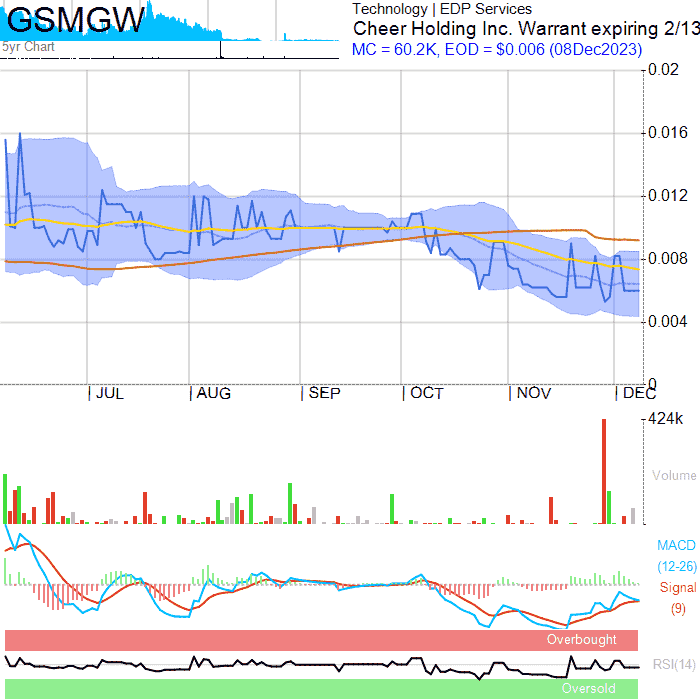 GSMGW
5yr Chart
Technology | EDP Services
Cheer Holding Inc. Warrant expiring 2/13
MC = 60.2K, EOD = $0.006 (08Dec2023)
0.02
0.016
0.012
0.008
0.004
0
JUL
AUG
SEP
OCT
NOV
DEC
424k
Volume
MACD
(12-26)
Signal
(9)
Overbought
RSI(14)
Oversold